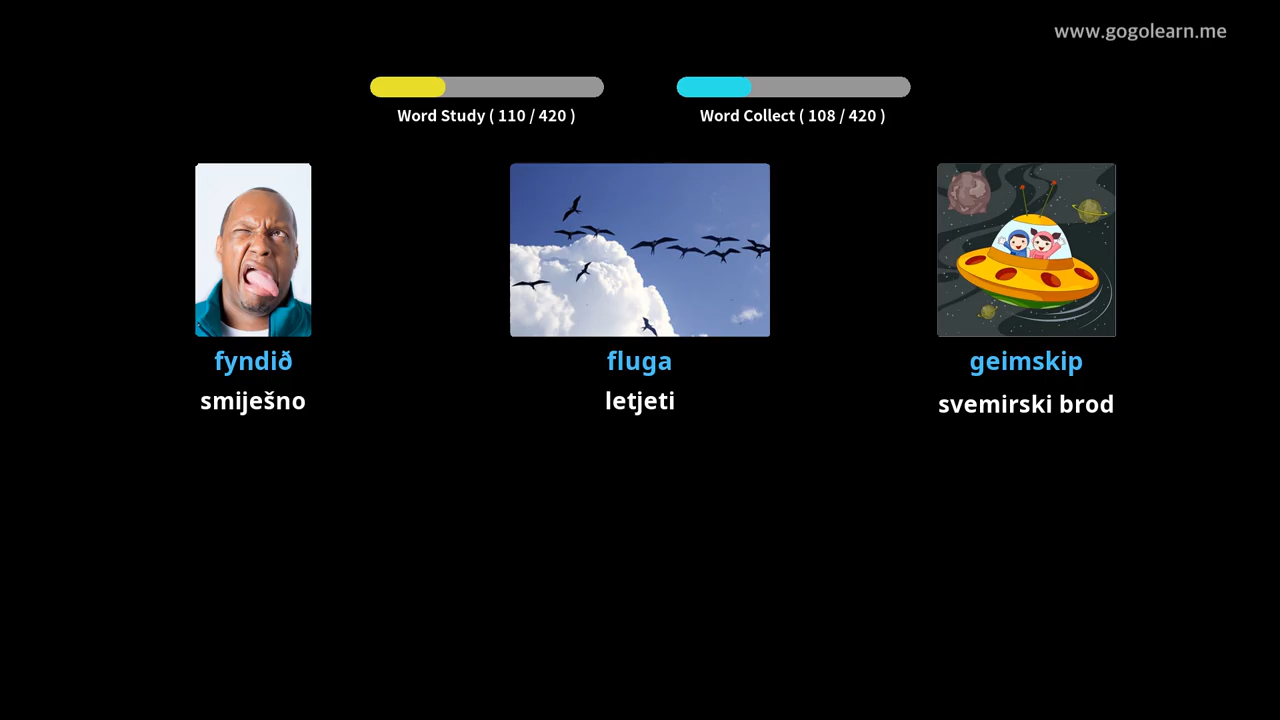 www.gogolearn.me
Word Study ( 110 / 420 )
Word Collect ( 108 / 420 )
fyndið
fluga
geimskip
smiješno
letjeti
svemirski brod